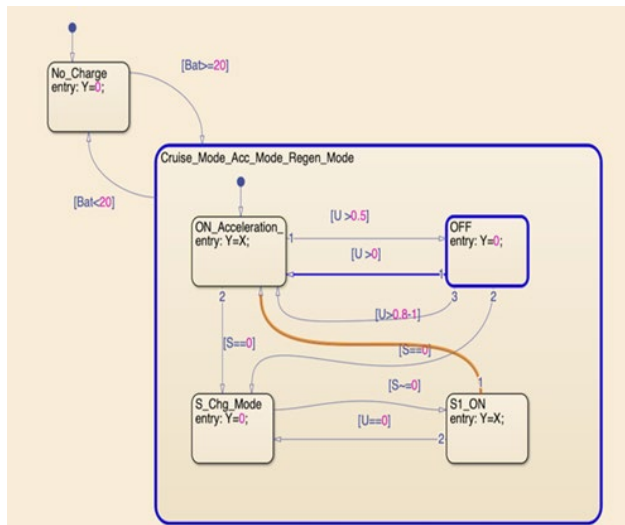 [Bat>=20]
No_Charge
entry: Y=0;
Cruise_Mode_Acc_Mode_Regen_Mode
[Bat<20]
ON_Acceleration_
entry: Y=X;
1
[U >0.5]
OFF
entry: Y=0;
[U >0]
1
2
3
2
[U>0.8-1]
[S==0]
[S==0]
[S~=0]
1
S_Chg_Mode
entry: Y=0;
S1_ON
entry: Y=X;
[U==0]
2